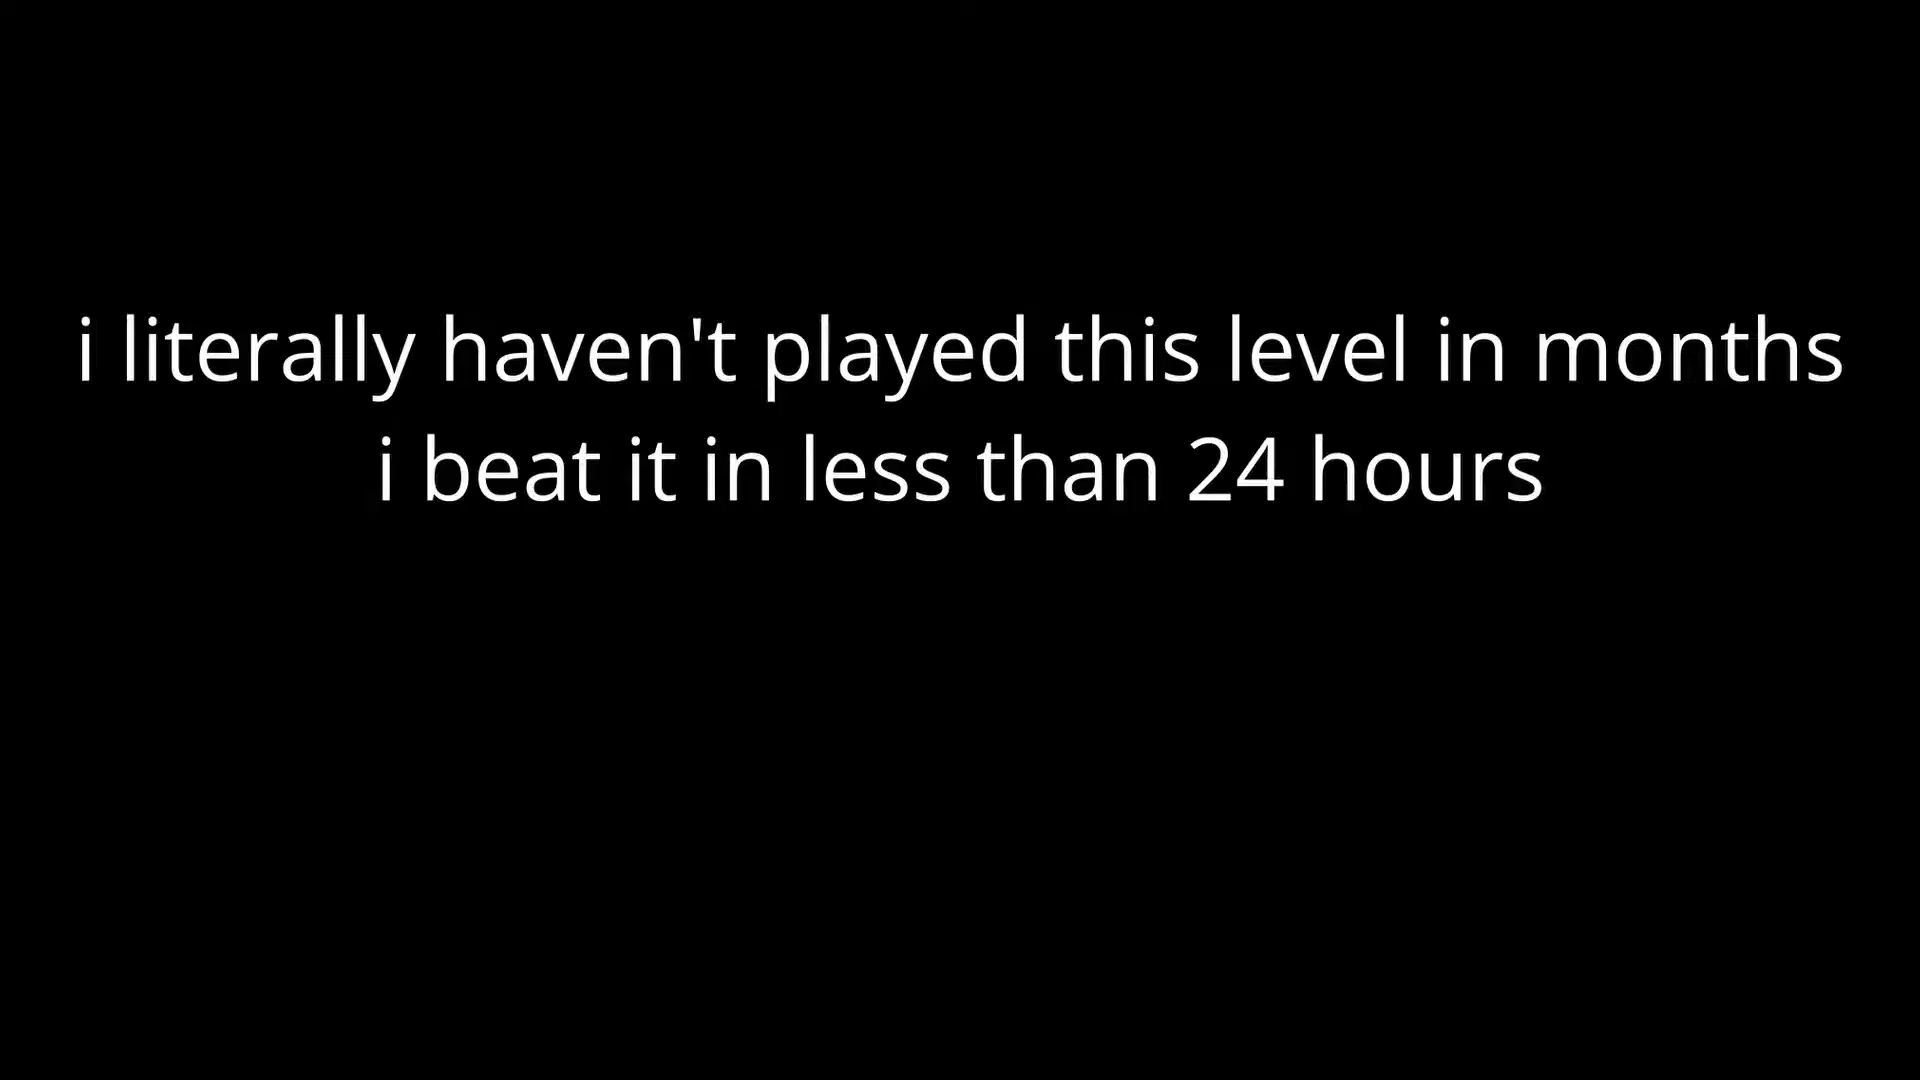 i literally haven't played this level in months
i beat it in less than 24 hours